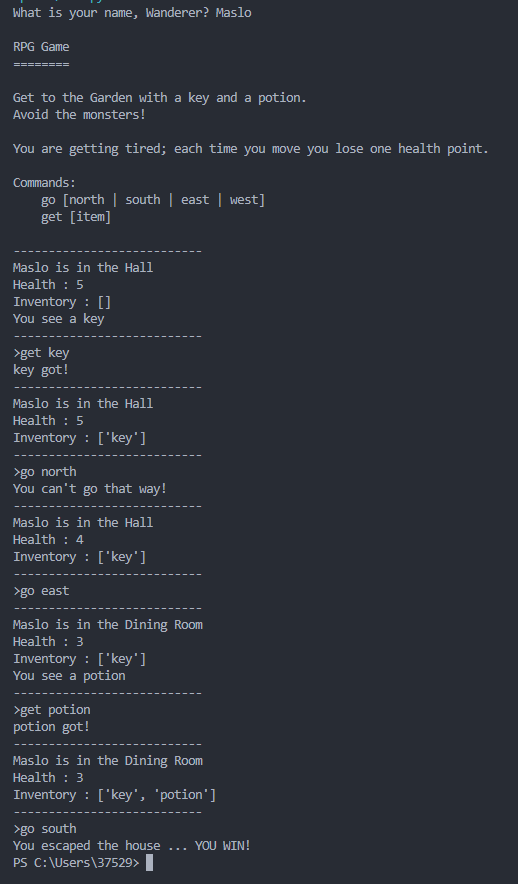 What is your name, Wanderer? Maslo
RPG Game
========
Get to the Garden with a key and a potion.
Avoid the monsters!
You are getting tired; each time you move you lose one health point.
Commands:
    go [north | south | east | west]
    get [item]
---------------------------
Maslo is in the Hall
Health : 5
Inventory : []
You see a key
---------------------------
>get key
key got!
---------------------------
Maslo is in the Hall
Health : 5
Inventory : ['key']
---------------------------
>go north
You can't go that way!
---------------------------
Maslo is in the Hall
Health : 4
Inventory : ['key']
---------------------------
>go east
---------------------------
Maslo is in the Dining Room
Health : 3
Inventory : ['key']
You see a potion
---------------------------
>get potion
potion got!
---------------------------
Maslo is in the Dining Room
Health : 3
Inventory : ['key', 'potion']
---------------------------
>go south
You escaped the house ... YOU WIN!
PS C:\Users\37529>